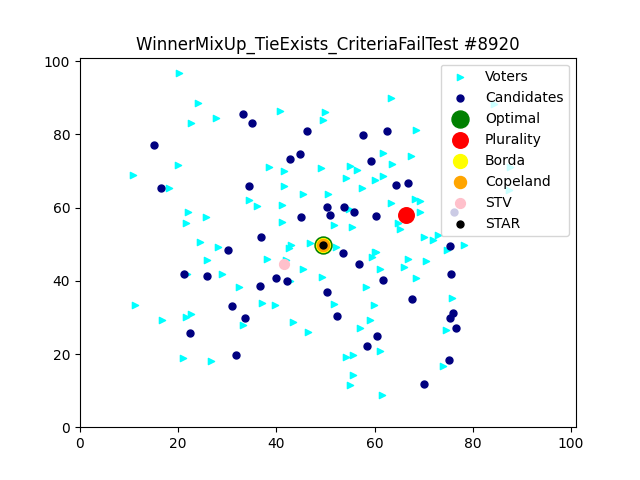 WinnerMixUp_TieExists_CriteriaFailTest #8920
100
80
60
40
20
0
0
20
40
60
80
100
Voters
Candidates
Optimal
Plurality
Borda
Copeland
STV
STAR